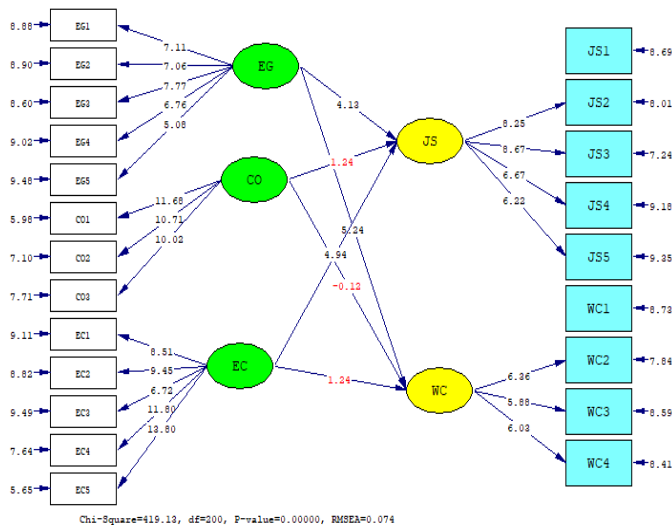 8.88 EG1
8.90 EG2
8.60 EG3
9.02 EG4
9.48 EG5
5.98 CO1
7.10 CO2
7.71 CO3
9.11 EC1
8.82 EC2
9.49 EC3
7.64 EC4
5.65 EC5
7.11
7.06
7.77
6.76
5.08
11.68
10.71
10.02
8.51
9.45
6.72
11.80
13.80
EG
CO
EC
4.13
1.24
5.24
4.94
-0.12
1.24
JS
WC
8.25
8.67
6.67
6.22
6.36
5.88
6.03
JS1 8.69
JS2 8.01
JS3 7.24
JS4 9.18
JS5 9.35
WC1 8.73
WC2 7.84
WC3 8.59
WC4 8.41
Chi-Square=419.13, df=200, P-value=0.00000, RMSEA=0.074